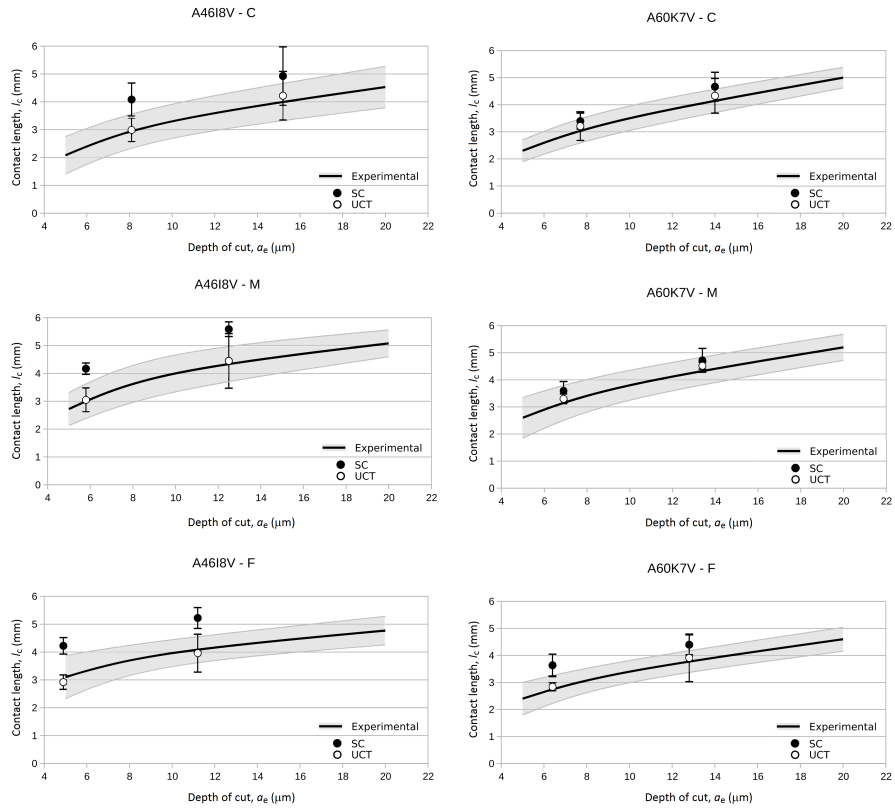 A46I8V - C
Contact length, lc (mm)
6
5
4
3
2
1
0
Experimental
SC
UCT
4 6 8 10 12 14 16 18 20 22
Depth of cut, ae (μm)
A60K7V - C
Contact length, lc (mm)
6
5
4
3
2
1
0
Experimental
SC
UCT
4 6 8 10 12 14 16 18 20 22
Depth of cut, ae (μm)
A46I8V - M
Contact length, lc (mm)
6
5
4
3
2
1
0
Experimental
SC
UCT
4 6 8 10 12 14 16 18 20 22
Depth of cut, ae (μm)
A60K7V - M
Contact length, lc (mm)
6
5
4
3
2
1
0
Experimental
SC
UCT
4 6 8 10 12 14 16 18 20 22
Depth of cut, ae (μm)
A46I8V - F
Contact length, lc (mm)
6
5
4
3
2
1
0
Experimental
SC
UCT
4 6 8 10 12 14 16 18 20 22
Depth of cut, ae (μm)
A60K7V - F
Contact length, lc (mm)
6
5
4
3
2
1
0
Experimental
SC
UCT
4 6 8 10 12 14 16 18 20 22
Depth of cut, ae (μm)